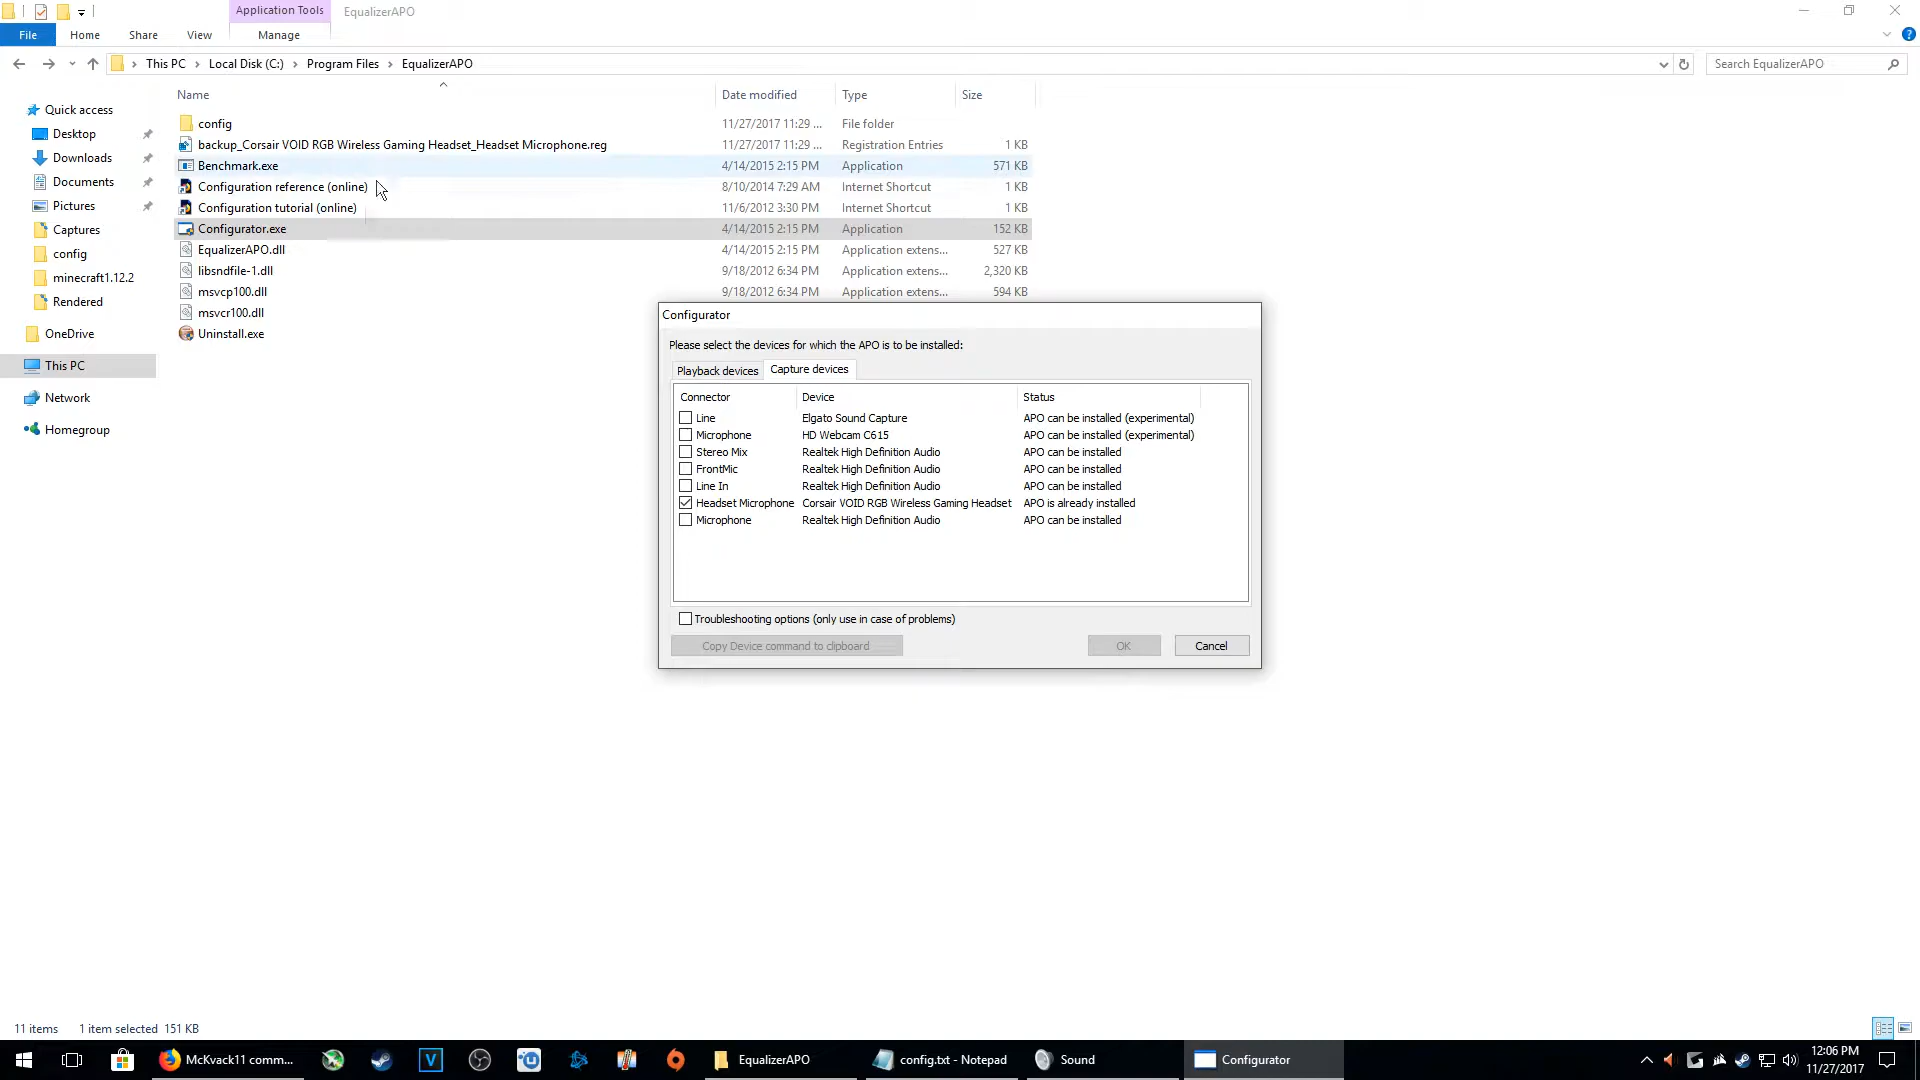 Application Tools EqualizerAPO
File Home Share View Manage
This PC Local Disk (C:) Program Files EqualizerAPO Search EqualizerAPO
Name Date modified Type Size
Quick access
Desktop
Downloads
Documents
Pictures
Captures
config
minecraft1.12.2
Rendered
OneDrive
This PC
Network
Homegroup
config 11/27/2017 11:29 ... File folder
backup_Corsair VOID RGB Wireless Gaming Headset_Headset Microphone.reg 11/27/2017 11:29 ... Registration Entries 1 KB
Benchmark.exe 4/14/2015 2:15 PM Application 571 KB
Configuration reference (online) 8/10/2014 7:29 AM Internet Shortcut 1 KB
Configuration tutorial (online) 11/6/2012 3:30 PM Internet Shortcut 1 KB
Configurator.exe 4/14/2015 2:15 PM Application 152 KB
EqualizerAPO.dll 4/14/2015 2:15 PM Application extens... 527 KB
libsndfile-1.dll 9/18/2012 6:34 PM Application extens... 2,320 KB
msvcp100.dll 9/18/2012 6:34 PM Application extens... 594 KB
msvcr100.dll
Uninstall.exe
Configurator
Please select the devices for which the APO is to be installed:
Playback devices Capture devices
Connector Device Status
Line Elgato Sound Capture APO can be installed (experimental)
Microphone HD Webcam C615 APO can be installed (experimental)
Stereo Mix Realtek High Definition Audio APO can be installed
FrontMic Realtek High Definition Audio APO can be installed
Line In Realtek High Definition Audio APO can be installed
Headset Microphone Corsair VOID RGB Wireless Gaming Headset APO is already installed
Microphone Realtek High Definition Audio APO can be installed
Troubleshooting options (only use in case of problems)
Copy Device command to clipboard OK Cancel
11 items 1 item selected 151 KB
McKvack11 comm... EqualizerAPO config.txt - Notepad Sound Configurator 12:06 PM
11/27/2017